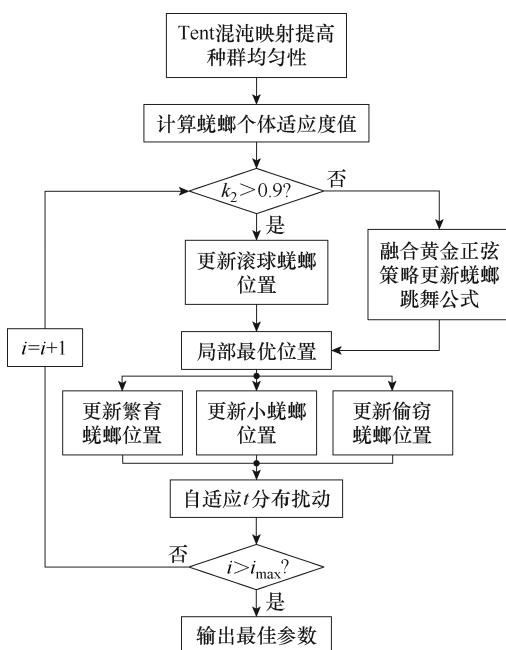 Tent混沌映射提高
种群均匀性
计算蜣螂个体适应度值
k₂>0.9?
否
是
更新滚球蜣螂
位置
融合黄金正弦
策略更新蜣螂
跳舞公式
i=i+1
局部最优位置
更新繁育
蜣螂位置
更新小蜣螂
位置
更新偷窃
蜣螂位置
自适应t分布扰动
否
i>iₘₐₓ?
是
输出最佳参数